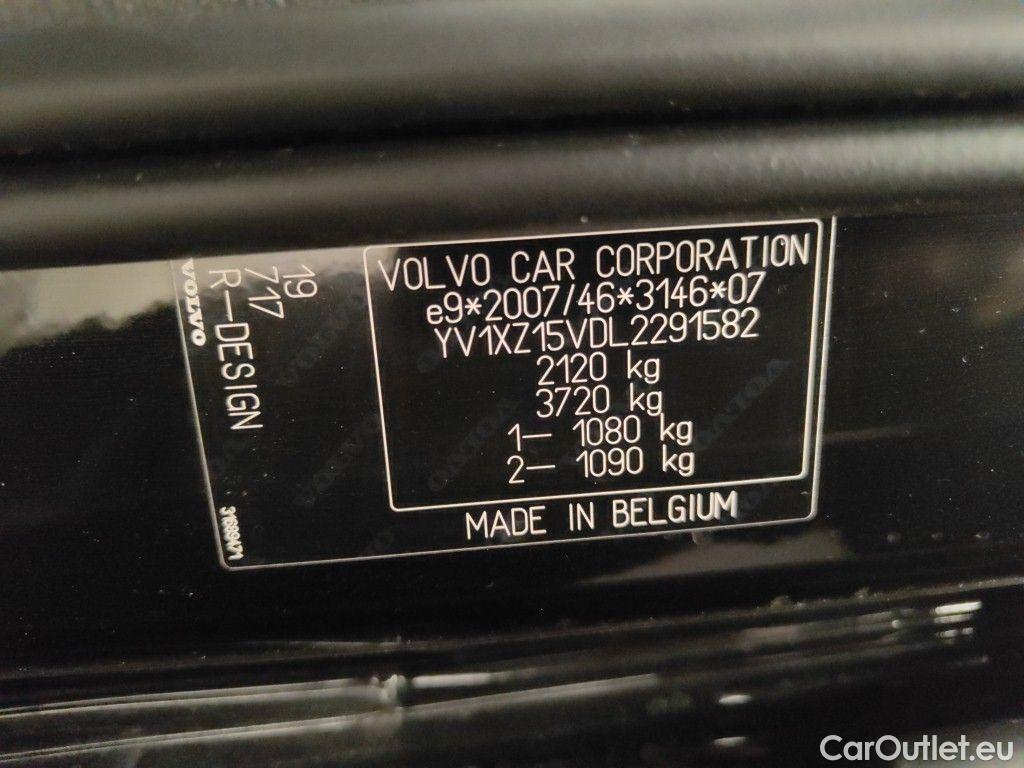 VOLVO CAR CORPORATION
e9*2007/46*3146*07
YV1XZ15VDL2291582
2120 kg
3720 kg
1– 1080 kg
2– 1090 kg
MADE IN BELGIUM
19
717
R-DESIGN
VOLVO
CarOutlet.eu